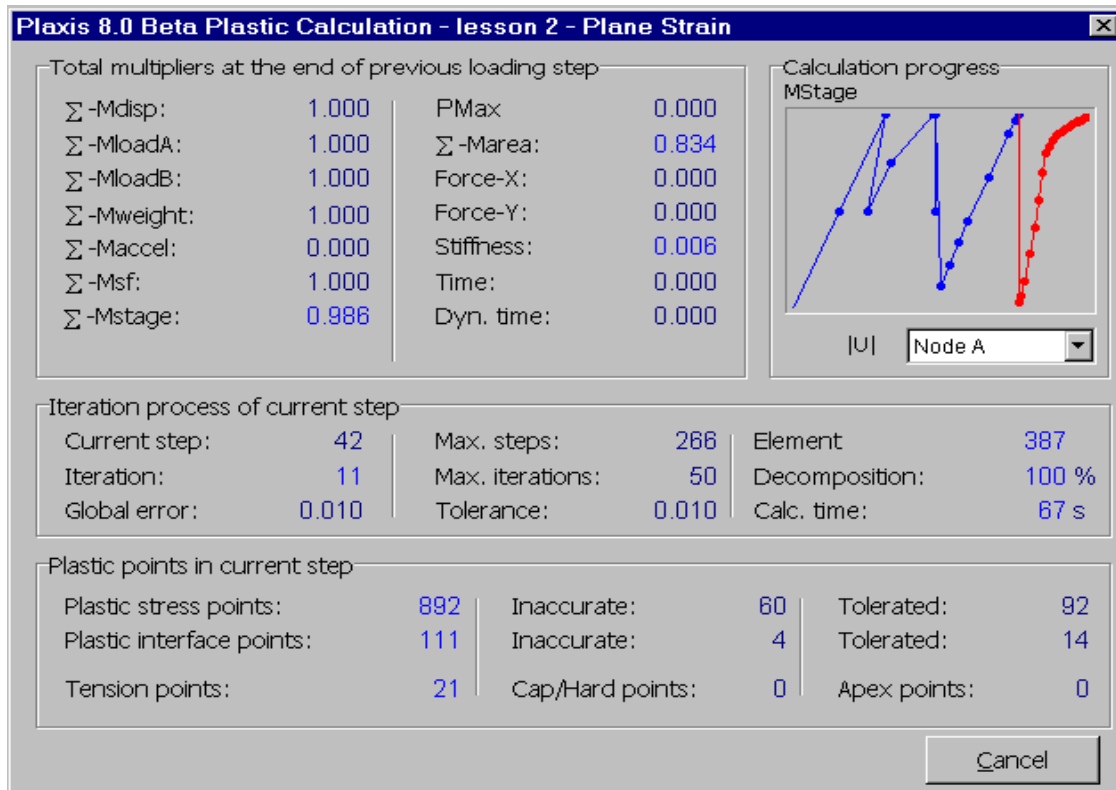 Plaxis 8.0 Beta Plastic Calculation - lesson 2 - Plane Strain
Total multipliers at the end of previous loading step
∑ -Mdisp: 1.000 PMax 0.000
∑ -MloadA: 1.000 ∑ -Marea: 0.834
∑ -MloadB: 1.000 Force-X: 0.000
∑ -Mweight: 1.000 Force-Y: 0.000
∑ -Maccel: 0.000 Stiffness: 0.006
∑ -Msf: 1.000 Time: 0.000
∑ -Mstage: 0.986 Dyn. time: 0.000
Calculation progress
MStage
|U| Node A
Iteration process of current step
Current step: 42 Max. steps: 266 Element 387
Iteration: 11 Max. iterations: 50 Decomposition: 100 %
Global error: 0.010 Tolerance: 0.010 Calc. time: 67 s
Plastic points in current step
Plastic stress points: 892 Inaccurate: 60 Tolerated: 92
Plastic interface points: 111 Inaccurate: 4 Tolerated: 14
Tension points: 21 Cap/Hard points: 0 Apex points: 0
Cancel